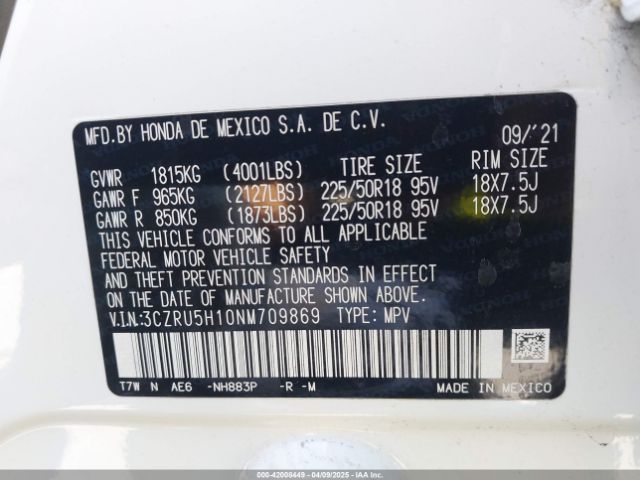 MFD.BY HONDA DE MEXICO S.A. DE C.V.
09/'21
GVWR 1815KG (4001LBS) TIRE SIZE RIM SIZE
GAWR F 965KG (2127LBS) 225/50R18 95V 18X7.5J
GAWR R 850KG (1873LBS) 225/50R18 95V 18X7.5J
THIS VEHICLE CONFORMS TO ALL APPLICABLE
FEDERAL MOTOR VEHICLE SAFETY
AND THEFT PREVENTION STANDARDS IN EFFECT
ON THE DATE OF MANUFACTURE SHOWN ABOVE.
V.I.N.:3CZRU5H10NM709869 TYPE: MPV
T7W N AE6 -NH883P -R -M MADE IN MEXICO
000-42008449 | 04/09/2025 - IAAI.com